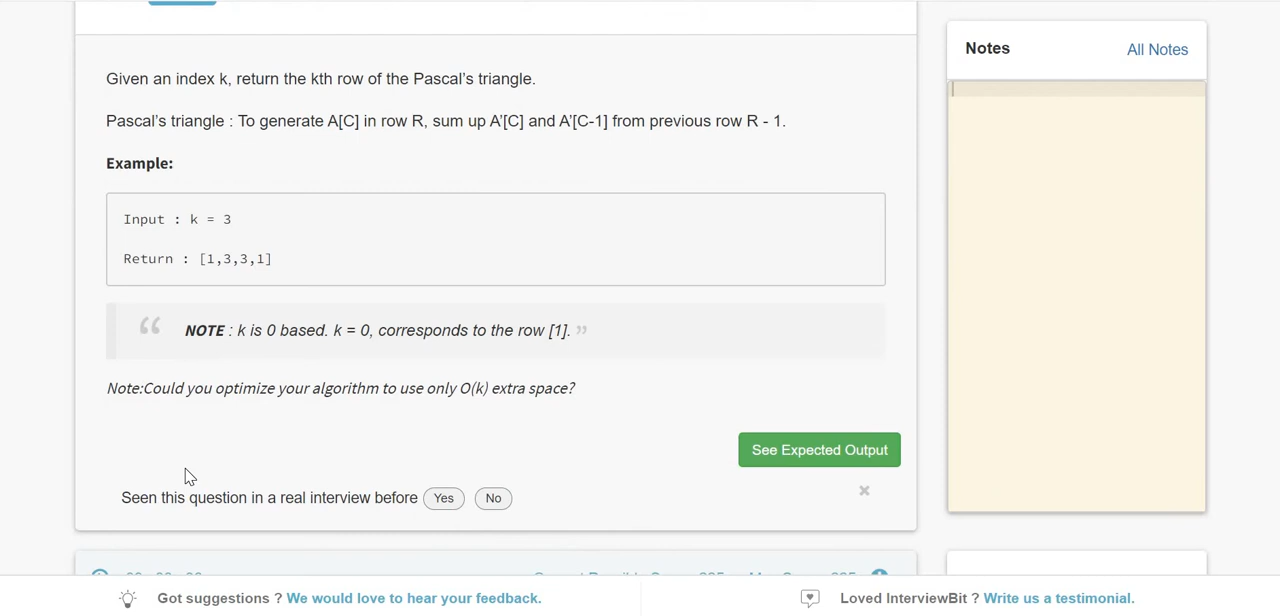 Notes
All Notes
Given an index k, return the kth row of the Pascal's triangle.
Pascal's triangle : To generate A[C] in row R, sum up A'[C] and A'[C-1] from previous row R - 1.
Example:
Input : k = 3
Return : [1,3,3,1]
“ NOTE : k is 0 based. k = 0, corresponds to the row [1]. ”
Note:Could you optimize your algorithm to use only O(k) extra space?
See Expected Output
Seen this question in a real interview before Yes No
Got suggestions ? We would love to hear your feedback.
Loved InterviewBit ? Write us a testimonial.